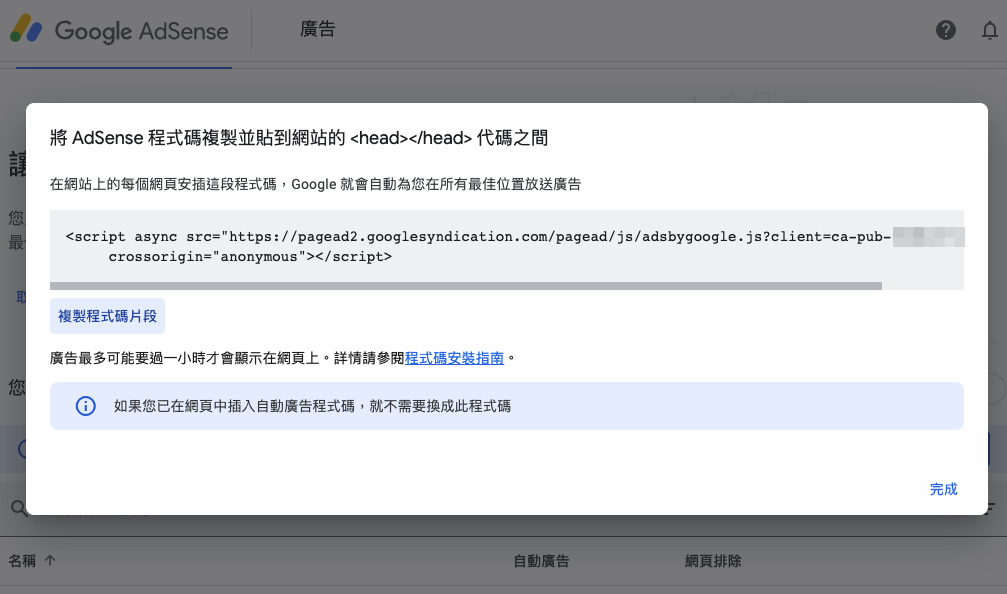 Google AdSense
廣告
將 AdSense 程式碼複製並貼到網站的 <head></head> 代碼之間
在網站上的每個網頁安插這段程式碼，Google 就會自動為您在所有最佳位置放送廣告
<script async src="https://pagead2.googlesyndication.com/pagead/js/adsbygoogle.js?client=ca-pub-
crossorigin="anonymous"></script>
複製程式碼片段
廣告最多可能要過一小時才會顯示在網頁上。詳情請參閱程式碼安裝指南。
如果您已在網頁中插入自動廣告程式碼，就不需要換成此程式碼
完成
讓
您
最
取
您
名稱
自動廣告
網頁排除